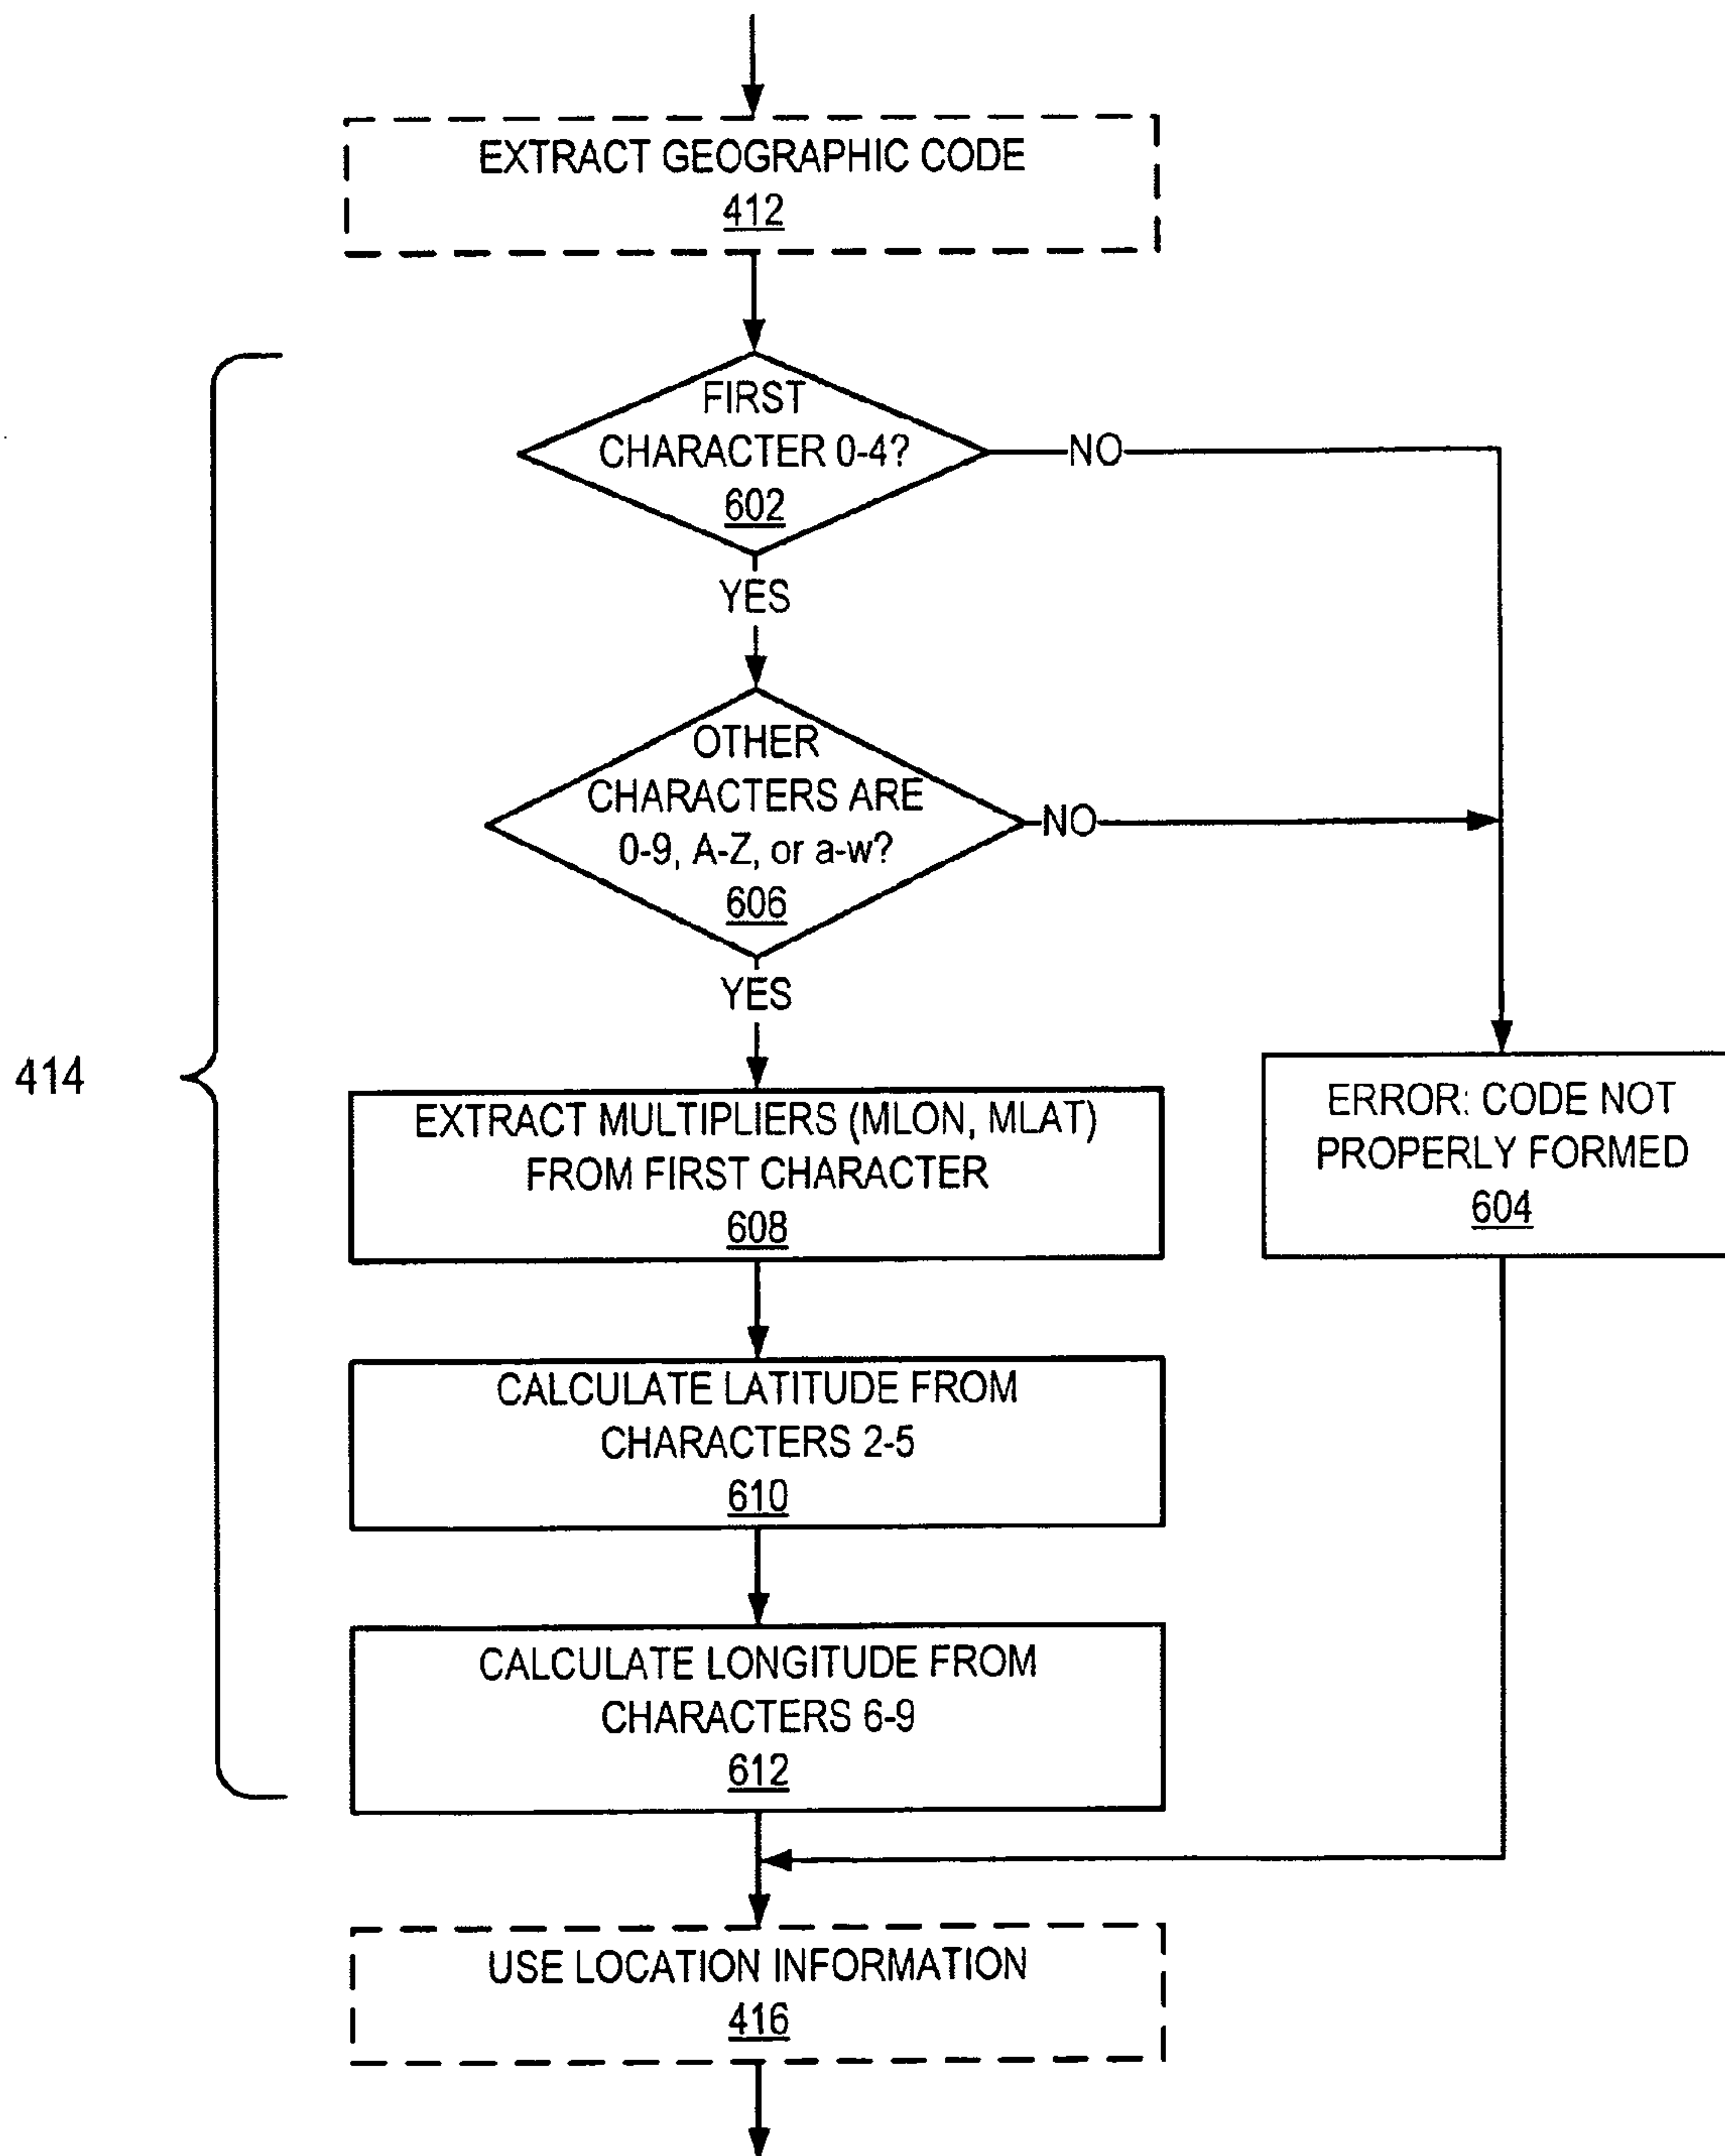 EXTRACT GEOGRAPHIC CODE
412
FIRST
CHARACTER 0-4?
602
NO
YES
OTHER
CHARACTERS ARE
0-9, A-Z, or a-w?
606
NO
YES
414
EXTRACT MULTIPLIERS (MLON, MLAT)
FROM FIRST CHARACTER
608
ERROR: CODE NOT
PROPERLY FORMED
604
CALCULATE LATITUDE FROM
CHARACTERS 2-5
610
CALCULATE LONGITUDE FROM
CHARACTERS 6-9
612
USE LOCATION INFORMATION
416